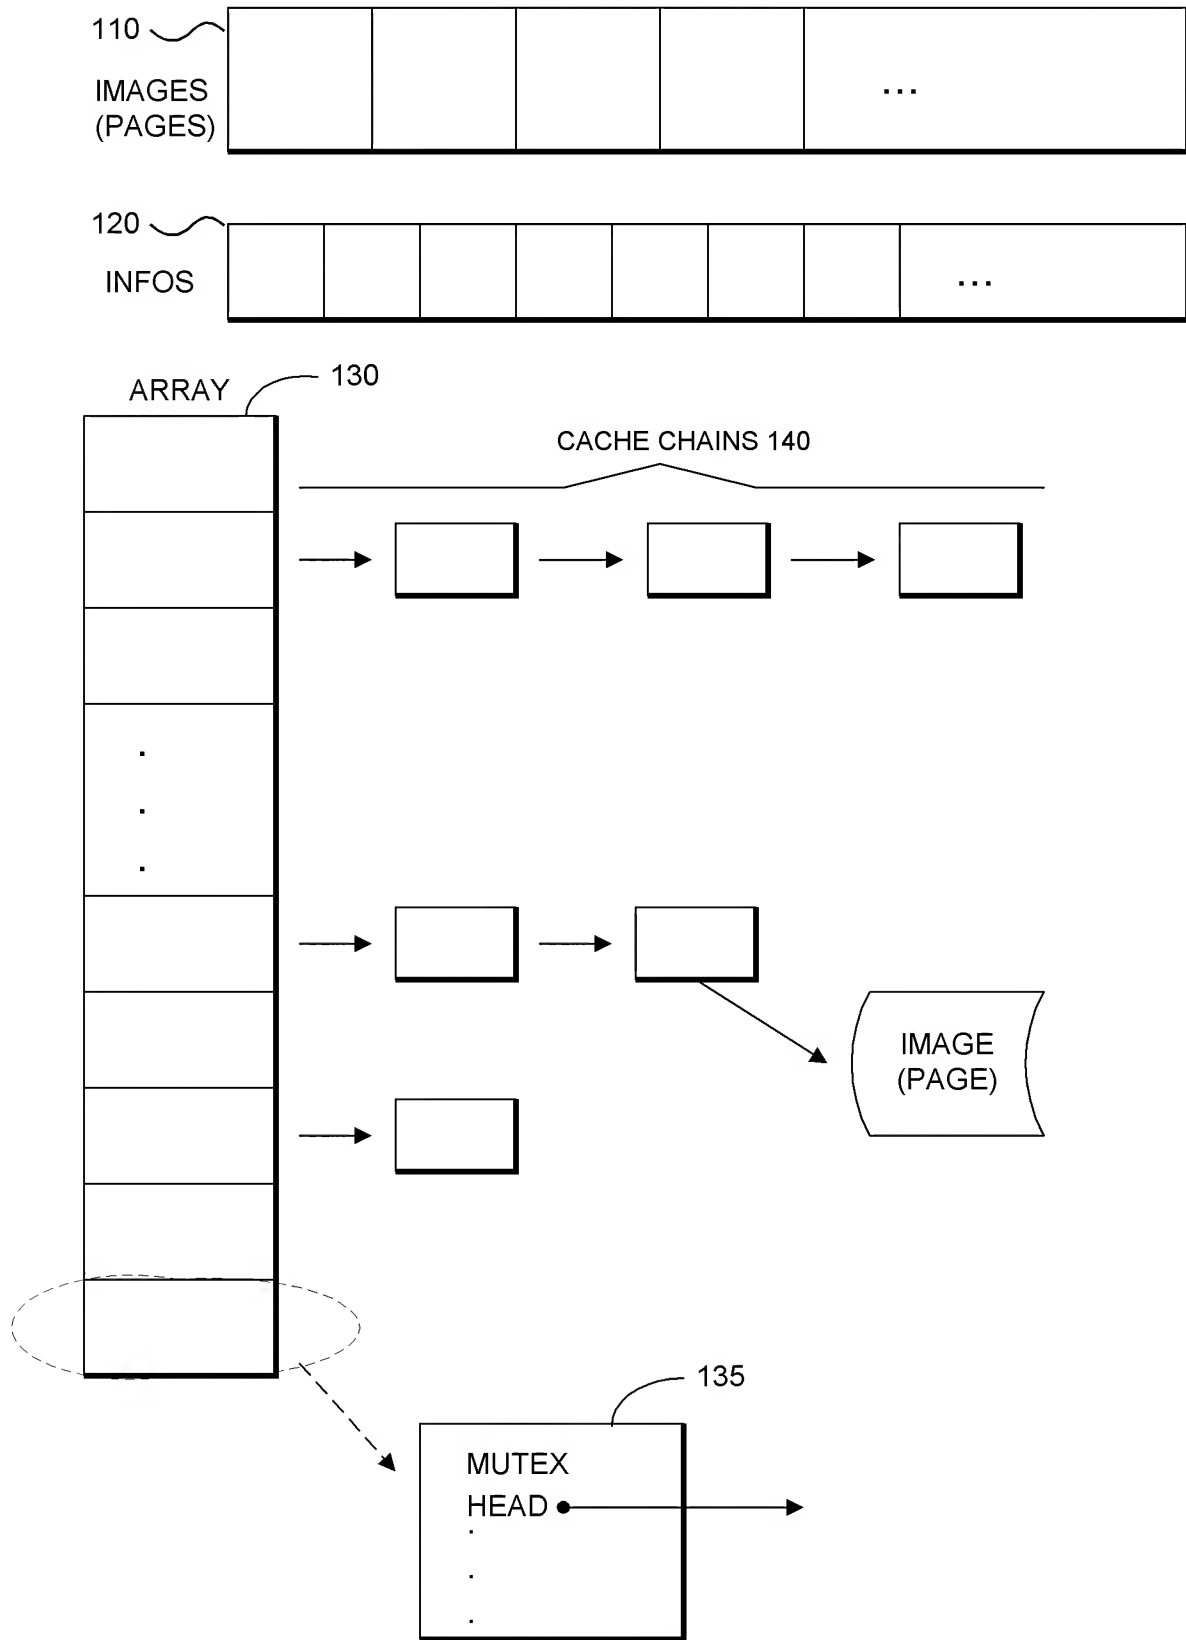 110
IMAGES
(PAGES)
...
120
INFOS
...
ARRAY
130
CACHE CHAINS 140
.
.
.
IMAGE
(PAGE)
135
MUTEX
HEAD
.
.
.